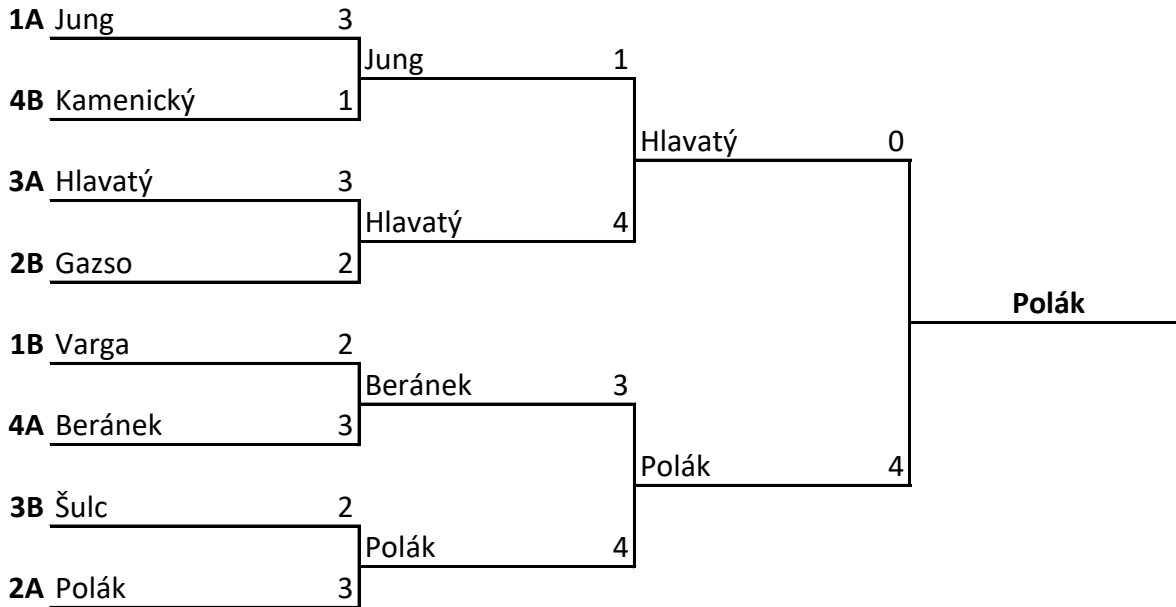 1A Jung 3
Jung 1
4B Kamenický 1
Hlavatý 0
3A Hlavatý 3
Hlavatý 4
2B Gazso 2
Polák
1B Varga 2
Beránek 3
4A Beránek 3
Polák 4
3B Šulc 2
Polák 4
2A Polák 3